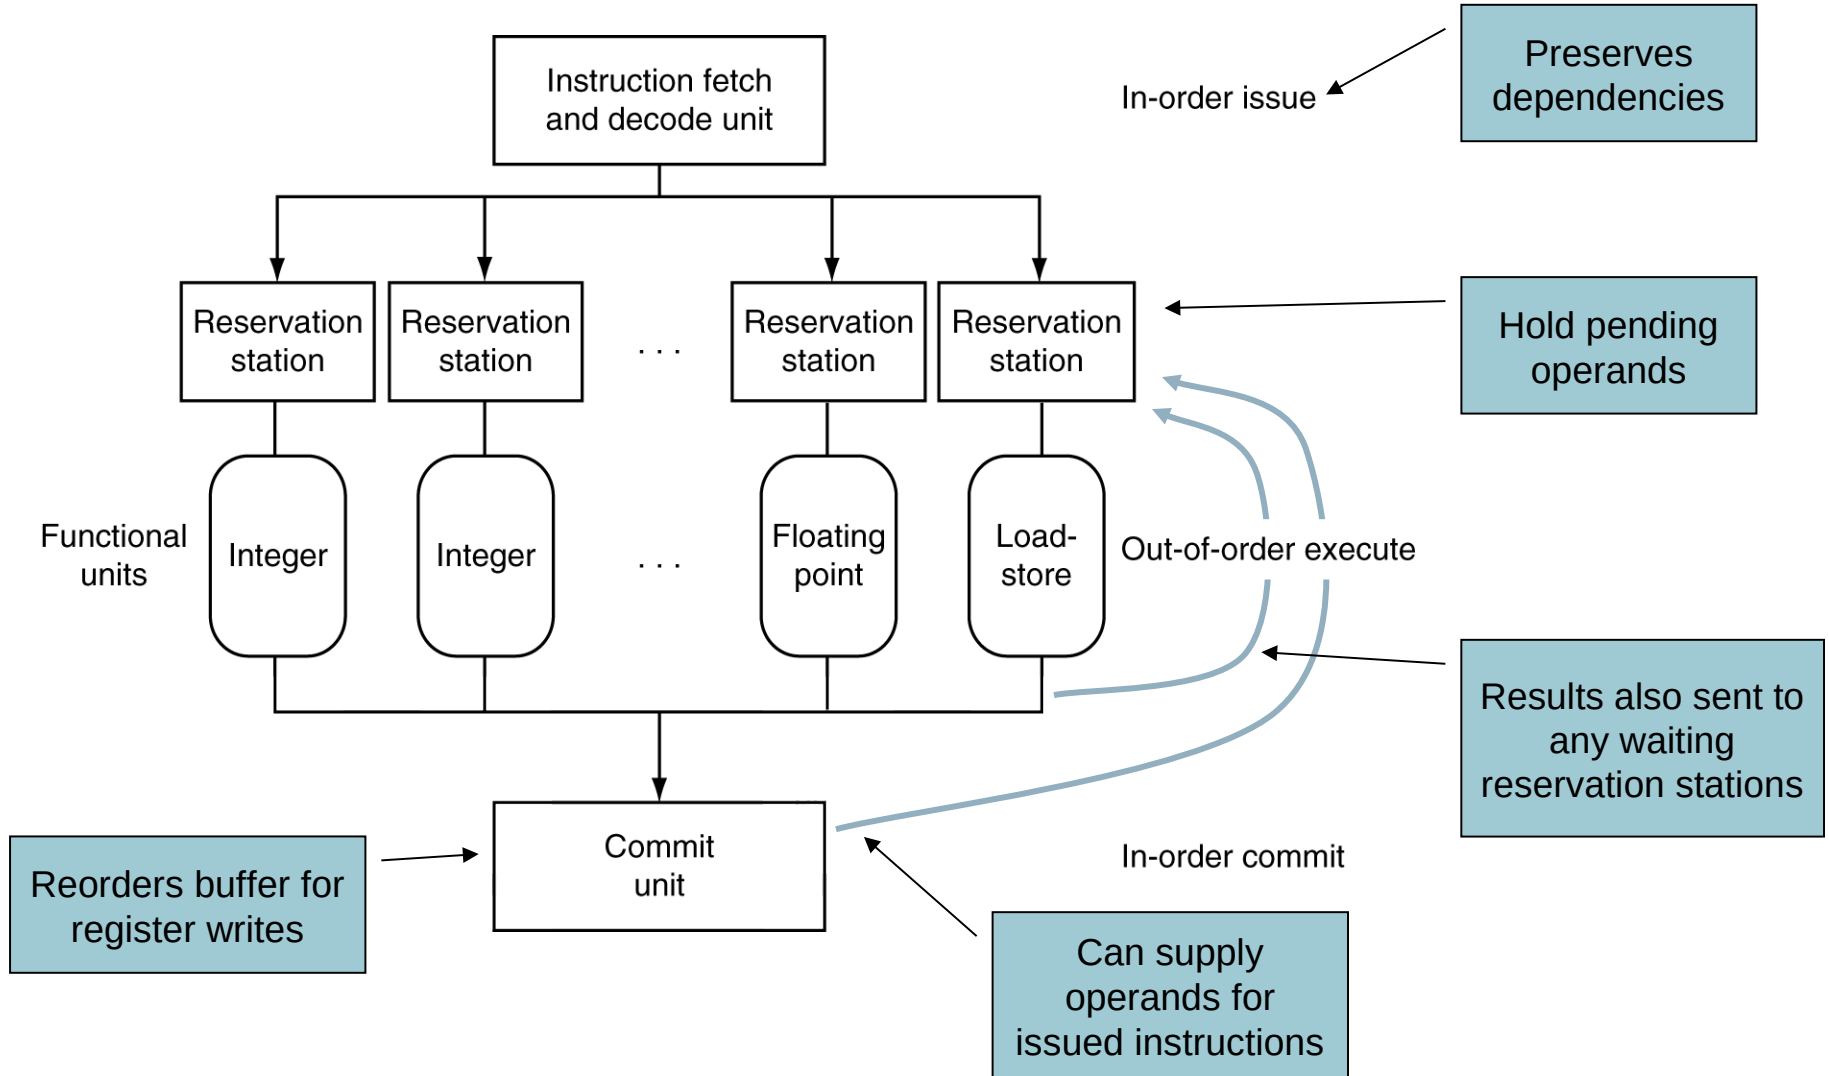 Preserves
dependencies
Instruction fetch
and decode unit
In-order issue
Reservation
station
Reservation
station
. . .
Reservation
station
Reservation
station
Hold pending
operands
Functional
units
Integer
Integer
. . .
Floating
point
Load-
store
Out-of-order execute
Results also sent to
any waiting
reservation stations
Commit
unit
In-order commit
Reorders buffer for
register writes
Can supply
operands for
issued instructions